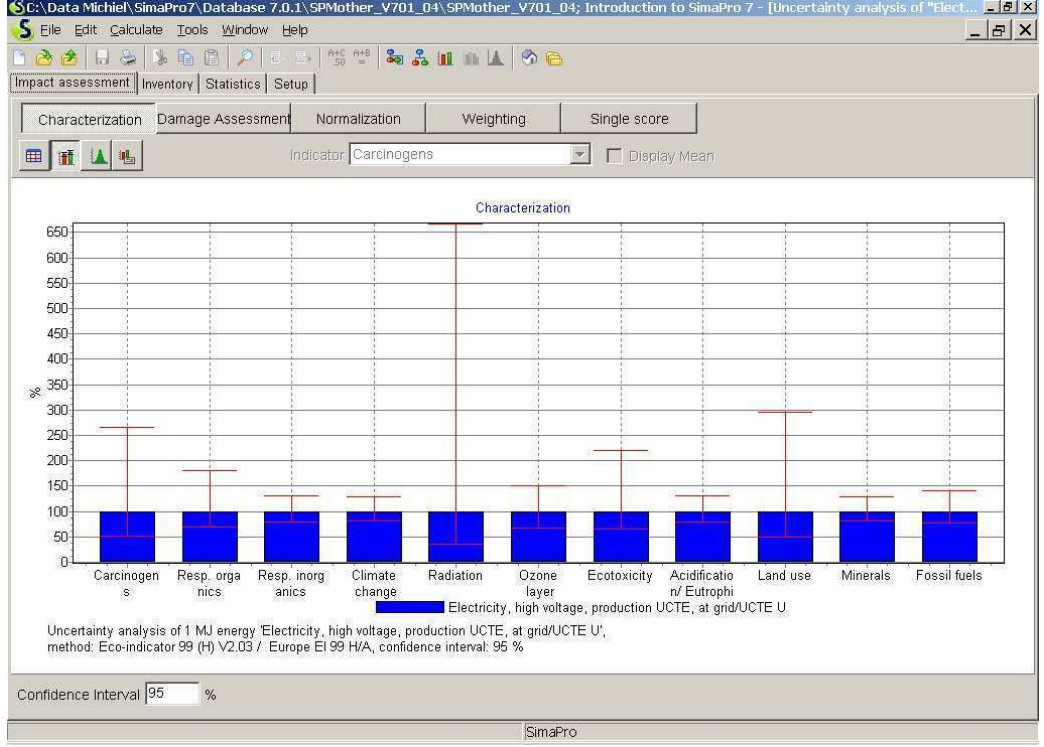 C:\Data Michiel\SimaPro7\Database 7.0.1\SPMother_V701_04\SPMother_V701_04; Introduction to SimaPro 7 - [Uncertainty analysis of "Elect...
File Edit Calculate Tools Window Help
A+C
SO
A+B
=
Impact assessment Inventory Statistics Setup
Characterization Damage Assessment Normalization Weighting Single score
Indicator Carcinogens Display Mean
Characterization
650
600
550
500
450
400
350
300
250
200
150
100
50
0
%
Carcinogen
s
Resp. orga
nics
Resp. inorg
anics
Climate
change
Radiation
Ozone
layer
Ecotoxicity
Acidificatio
n/ Eutrophi
Land use
Minerals
Fossil fuels
Electricity, high voltage, production UCTE, at grid/UCTE U
Uncertainty analysis of 1 MJ energy 'Electricity, high voltage, production UCTE, at grid/UCTE U',
method: Eco-indicator 99 (H) V2.03 / Europe EI 99 H/A, confidence interval: 95 %
Confidence Interval 95 %
SimaPro